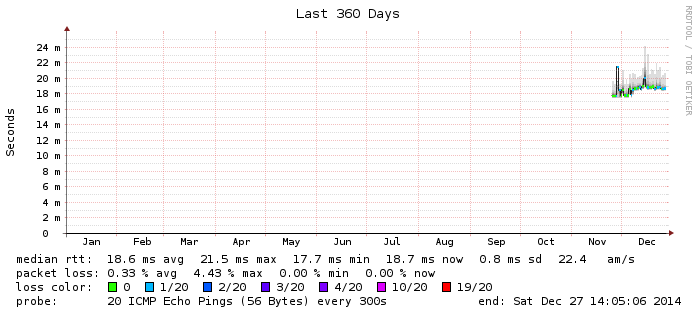 Last 360 Days
RRDTOOL / TOBI OETIKER
Seconds
24 m
22 m
20 m
18 m
16 m
14 m
12 m
10 m
8 m
6 m
4 m
2 m
0
Jan Feb Mar Apr May Jun Jul Aug Sep Oct Nov Dec
median rtt: 18.6 ms avg 21.5 ms max 17.7 ms min 18.7 ms now 0.8 ms sd 22.4 am/s
packet loss: 0.33 % avg 4.43 % max 0.00 % min 0.00 % now
loss color: 0 1/20 2/20 3/20 4/20 10/20 19/20
probe: 20 ICMP Echo Pings (56 Bytes) every 300s end: Sat Dec 27 14:05:06 2014